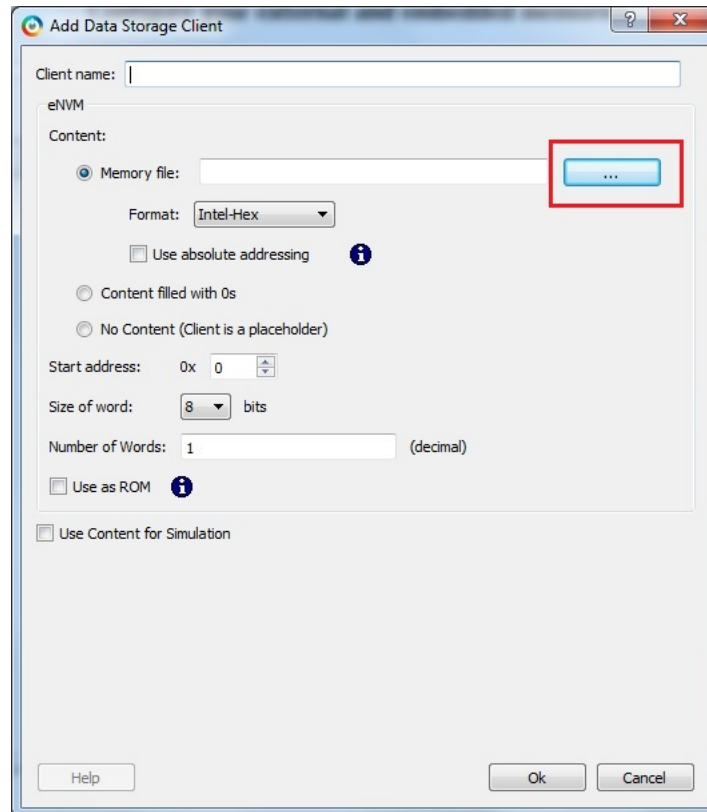 Add Data Storage Client
Client name:
eNVM
Content:
Memory file:
...
Format: Intel-Hex
Use absolute addressing
Content filled with 0s
No Content (Client is a placeholder)
Start address: 0x 0
Size of word: 8 bits
Number of Words: 1 (decimal)
Use as ROM
Use Content for Simulation
Help Ok Cancel